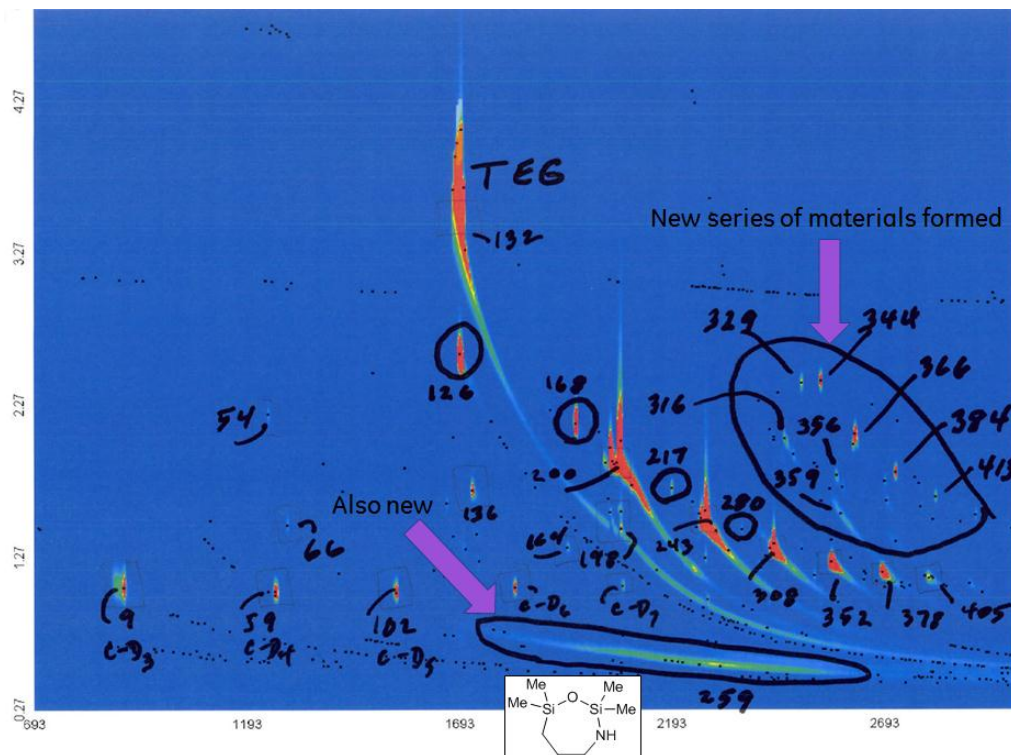 4.27
TEG
132
New series of materials formed
3.27
329
344
366
126
168
316
356
384
2.27
54
217
359
413
200
280
136
Also new
66
164
198
243
1.27
308
352
378
405
9
59
102
c-D6
c-D7
c-D3
c-D4
c-D5
259
0.27
693
1193
1693
2193
2693
Me
Me
Si
O
Si
Me
Me
NH